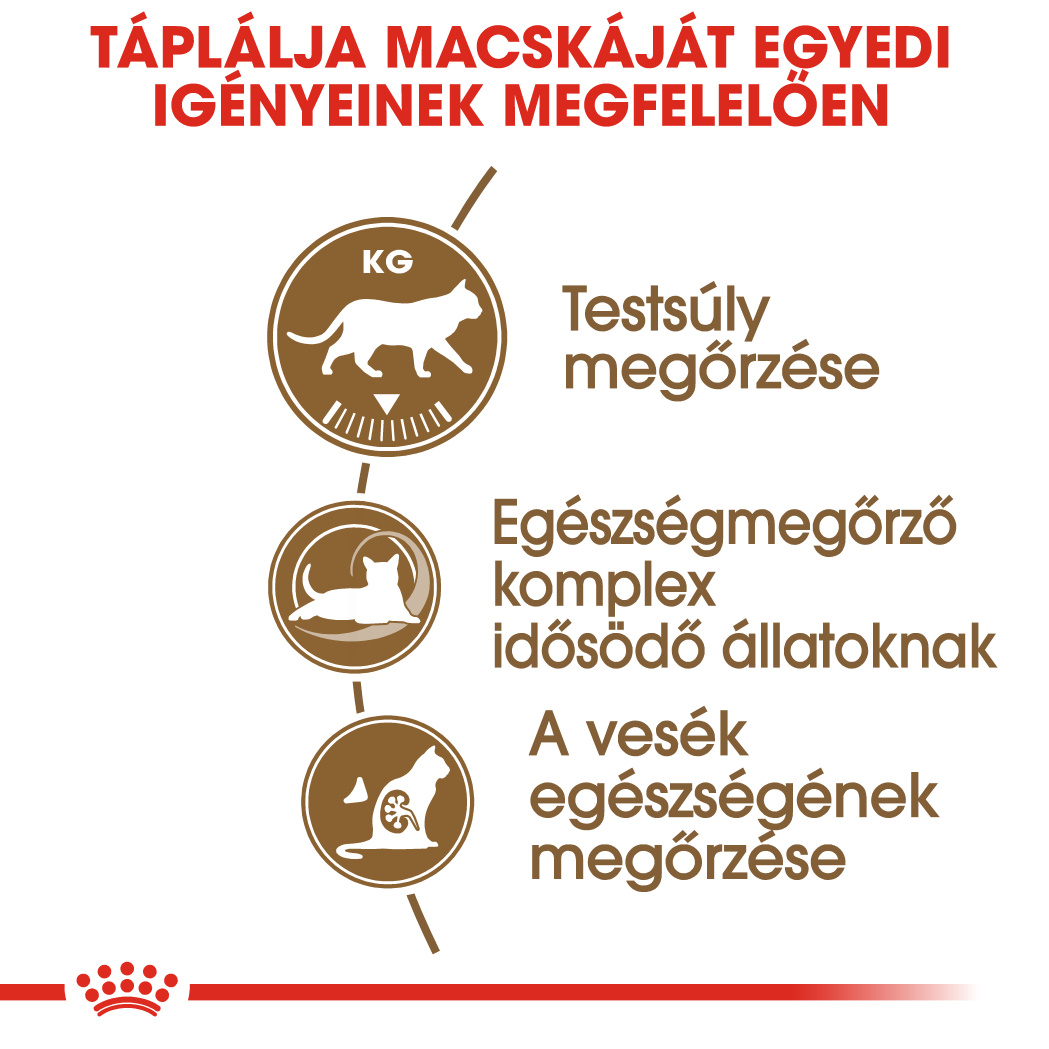 TÁPLÁLJA MACSKÁJÁT EGYEDI
IGÉNYEINEK MEGFELELŐEN
KG
Testsúly
megőrzése
Egészségmegőrző
komplex
idősödő állatoknak
A vesék
egészségének
megőrzése